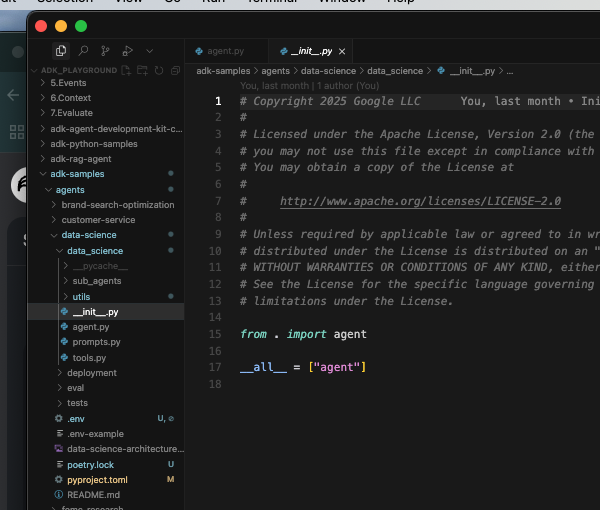 Selection
View
Go
Run
Terminal
Window
Help
agent.py
__init__.py
ADK_PLAYGROUND
5.Events
6.Context
7.Evaluate
adk-agent-development-kit-c...
adk-python-samples
adk-rag-agent
adk-samples
agents
brand-search-optimization
customer-service
data-science
data_science
__pycache__
sub_agents
utils
__init__.py
agent.py
prompts.py
tools.py
deployment
eval
tests
.env U,
.env-example
data-science-architecture...
poetry.lock U
pyproject.toml M
README.md
adk-samples > agents > data-science > data_science > __init__.py > ...
You, last month | 1 author (You)
1 # Copyright 2025 Google LLC You, last month • Ini
2 #
3 # Licensed under the Apache License, Version 2.0 (the
4 # you may not use this file except in compliance with
5 # You may obtain a copy of the License at
6 #
7 # http://www.apache.org/licenses/LICENSE-2.0
8 #
9 # Unless required by applicable law or agreed to in wr
10 # distributed under the License is distributed on an "
11 # WITHOUT WARRANTIES OR CONDITIONS OF ANY KIND, either
12 # See the License for the specific language governing
13 # limitations under the License.
14
15 from . import agent
16
17 __all__ = ["agent"]
18